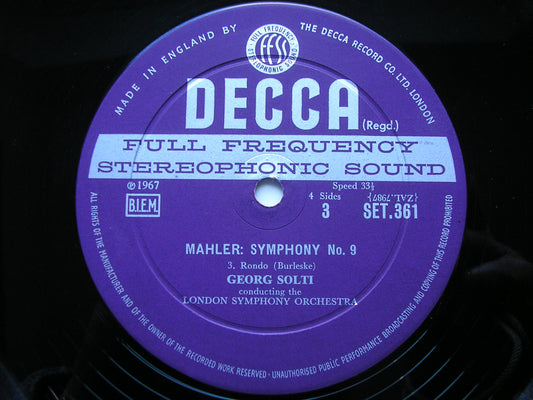 MADE IN ENGLAND BY
THE DECCA RECORD CO. LTD. LONDON
FULL FREQUENCY
FFSS
STEREOPHONIC SOUND
DECCA
(Regd.)
FULL FREQUENCY
STEREOPHONIC SOUND
℗1967
Speed 33⅓
4 Sides
{ZAL.7987}
B.I.E.M.
3
SET.361
MAHLER: SYMPHONY No. 9
3. Rondo (Burleske)
GEORG SOLTI
conducting the
LONDON SYMPHONY ORCHESTRA
ALL RIGHTS OF THE MANUFACTURER AND OF THE OWNER OF THE RECORDED WORK RESERVED - UNAUTHORISED PUBLIC PERFORMANCE BROADCASTING AND COPYING OF THIS RECORD PROHIBITED